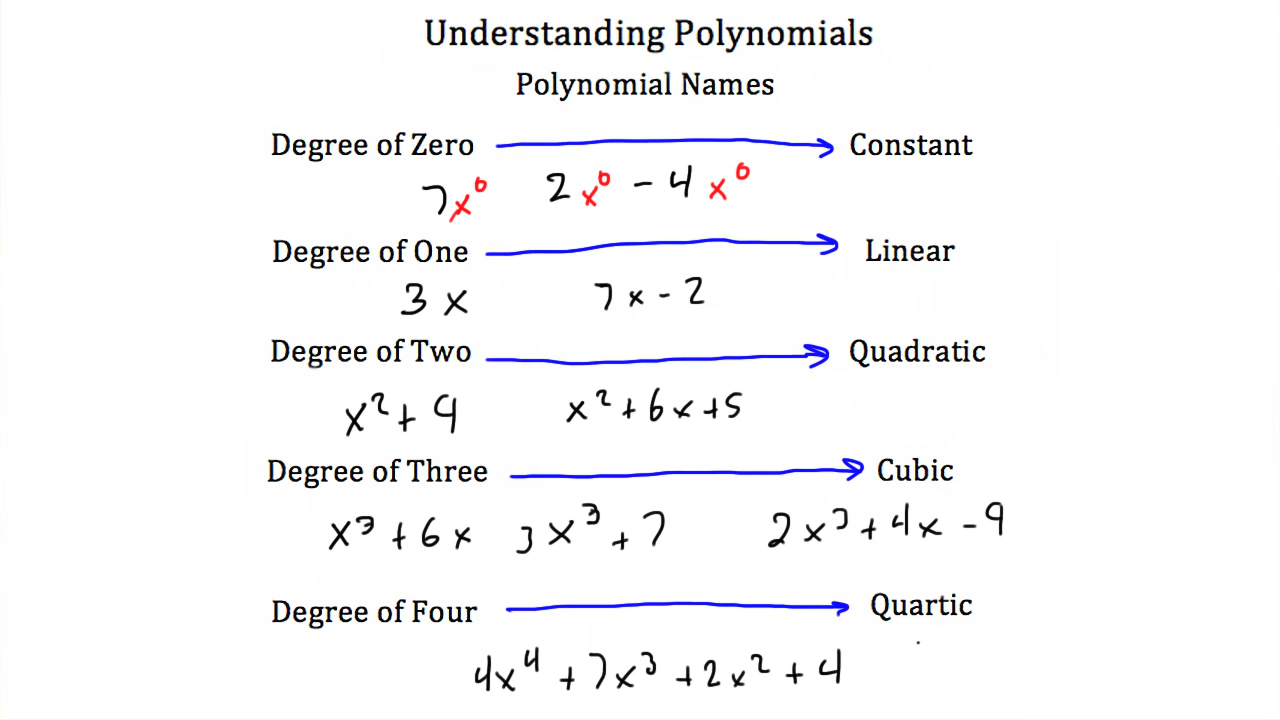 Understanding Polynomials
Polynomial Names
Degree of Zero Constant
7x⁰ 2x⁰ - 4x⁰
Degree of One Linear
3x 7x - 2
Degree of Two Quadratic
x² + 9 x² + 6x + 5
Degree of Three Cubic
x³ + 6x 3x³ + 7 2x³ + 4x - 9
Degree of Four Quartic
4x⁴ + 7x³ + 2x² + 4